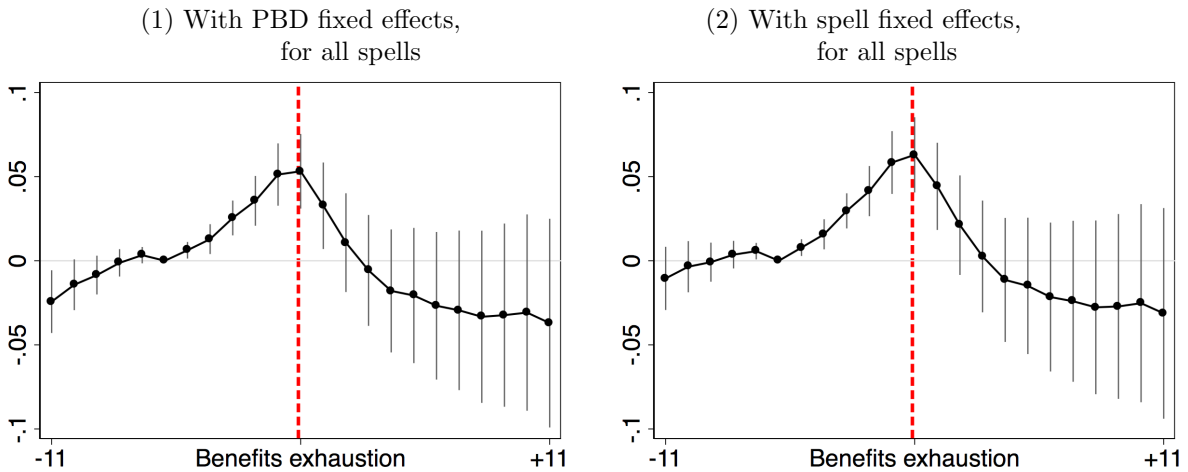 (1) With PBD fixed effects,
for all spells
.1
.05
0
-.05
-.1
-11
Benefits exhaustion
+11
(2) With spell fixed effects,
for all spells
.1
.05
0
-.05
-.1
-11
Benefits exhaustion
+11